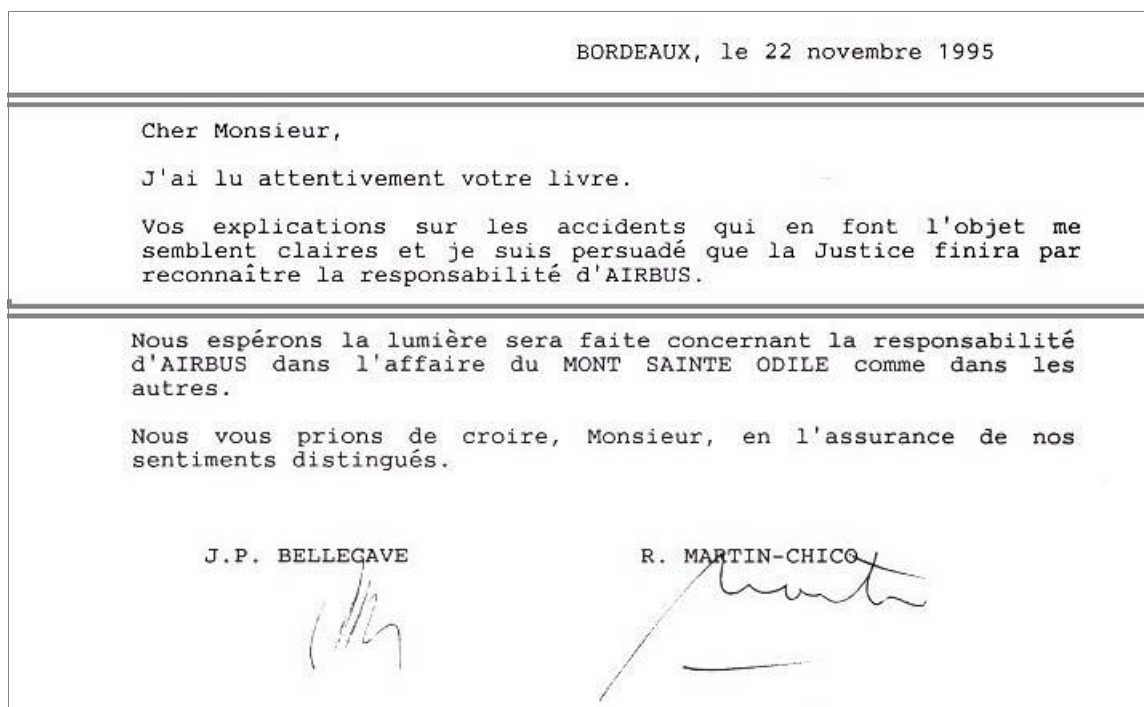 BORDEAUX, le 22 novembre 1995
Cher Monsieur,
J'ai lu attentivement votre livre.
Vos explications sur les accidents qui en font l'objet me
semblent claires et je suis persuadé que la Justice finira par
reconnaître la responsabilité d'AIRBUS.
Nous espérons la lumière sera faite concernant la responsabilité
d'AIRBUS dans l'affaire du MONT SAINTE ODILE comme dans les
autres.
Nous vous prions de croire, Monsieur, en l'assurance de nos
sentiments distingués.
J.P. BELLEGAVE R. MARTIN-CHICO